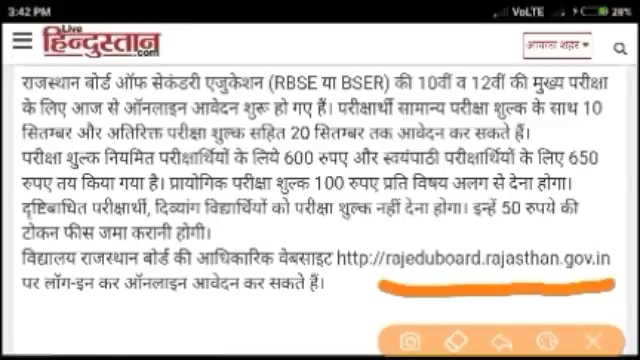 3:42 PM VoLTE 28%
Live
हिन्दुस्तान
.com
आपका शहर
राजस्थान बोर्ड ऑफ सेकंडरी एजुकेशन (RBSE या BSER) की 10वीं व 12वीं की मुख्य परीक्षा
के लिए आज से ऑनलाइन आवेदन शुरू हो गए हैं। परीक्षार्थी सामान्य परीक्षा शुल्क के साथ 10
सितम्बर और अतिरिक्त परीक्षा शुल्क सहित 20 सितम्बर तक आवेदन कर सकते हैं।
परीक्षा शुल्क नियमित परीक्षार्थियों के लिये 600 रुपए और स्वयंपाठी परीक्षार्थियों के लिए 650
रुपए तय किया गया है। प्रायोगिक परीक्षा शुल्क 100 रुपए प्रति विषय अलग से देना होगा।
दृष्टिबाधित परीक्षार्थी, दिव्यांग विद्यार्थियों को परीक्षा शुल्क नहीं देना होगा। इन्हें 50 रुपये की
टोकन फीस जमा करानी होगी।
विद्यालय राजस्थान बोर्ड की आधिकारिक वेबसाइट http://rajeduboard.rajasthan.gov.in
पर लॉग-इन कर ऑनलाइन आवेदन कर सकते हैं।